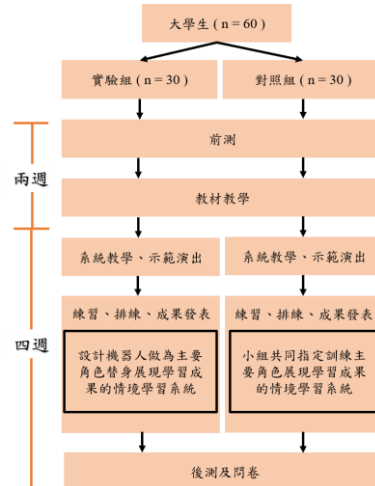 大學生 ( n = 60 )
實驗組 ( n = 30 )
對照組 ( n = 30 )
兩週
前測
教材教學
四週
系統教學、示範演出
系統教學、示範演出
練習、排練、成果發表
設計機器人做為主要
角色替身展現學習成
果的情境學習系統
練習、排練、成果發表
小組共同指定訓練主
要角色展現學習成果
的情境學習系統
後測及問卷